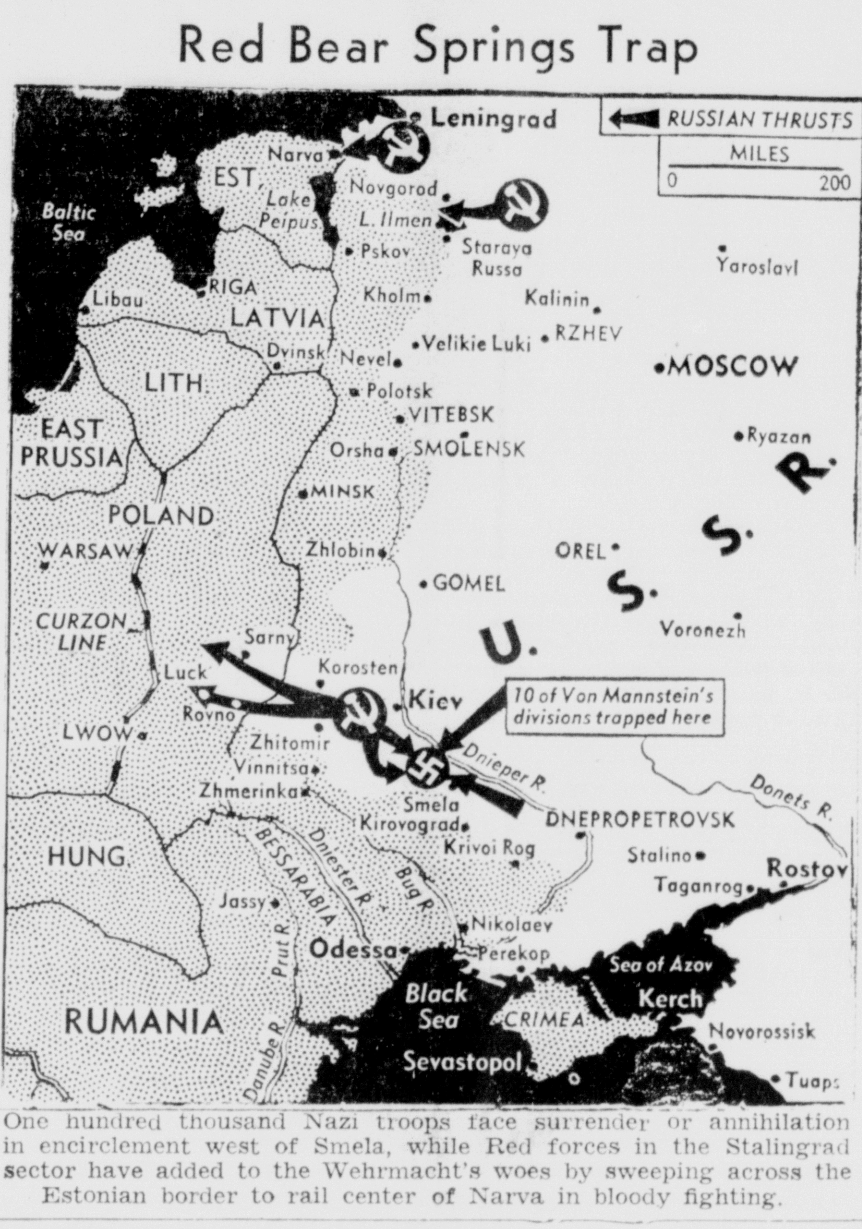 Red Bear Springs Trap
Leningrad
RUSSIAN THRUSTS
MILES
0 200
Narva
EST.
Lake
Peipus
Novgorod
L. Ilmen
Baltic
Sea
Pskov
Staraya
Russa
Yaroslavl
RIGA
Libau
Kholm
Kalinin
LATVIA
RZHEV
Velikie Luki
Dvinsk
Nevel
MOSCOW
LITH.
Polotsk
VITEBSK
EAST
PRUSSIA
Orsha
SMOLENSK
Ryazan
MINSK
POLAND
U. S. S. R.
WARSAW
Zhlobin
OREL
GOMEL
CURZON
LINE
Voronezh
Sarny
Luck
Korosten
Rovno
Kiev
10 of Von Mannstein's
divisions trapped here
LWOW
Zhitomir
Vinnitsa
Dnieper R.
Zhmerinka
Donets R.
Smela
Kirovograd
DNEPROPETROVSK
HUNG.
BESSARABIA
Dniester R.
Krivoi Rog
Stalino
Rostov
Bug R.
Taganrog
Jassy
Nikolaev
Prut R.
Odessa
Perekop
Sea of Azov
Black
Sea
Kerch
RUMANIA
CRIMEA
Novorossisk
Danube R.
Sevastopol
Tuaps
One hundred thousand Nazi troops face surrender or annihilation
in encirclement west of Smela, while Red forces in the Stalingrad
sector have added to the Wehrmacht's woes by sweeping across the
Estonian border to rail center of Narva in bloody fighting.